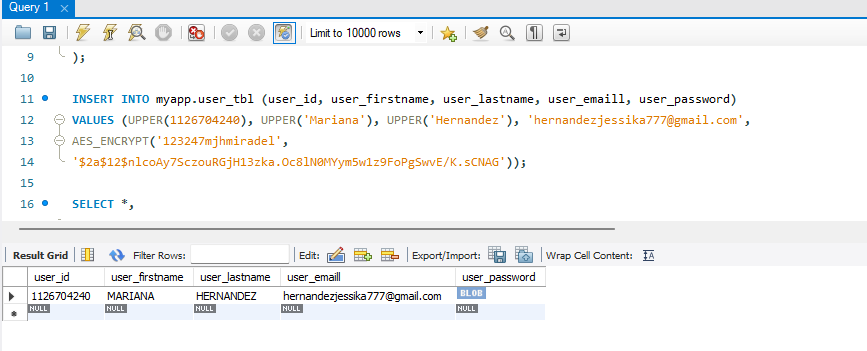 Query 1
Limit to 10000 rows
9 );
10
11 INSERT INTO myapp.user_tbl (user_id, user_firstname, user_lastname, user_emaill, user_password)
12 VALUES (UPPER(1126704240), UPPER('Mariana'), UPPER('Hernandez'), 'hernandezjessika777@gmail.com',
13 AES_ENCRYPT('123247mjhmiradel',
14 '$2a$12$nlcoAy7SczouRGjH13zka.Oc8lN0MYym5w1z9FoPgSwvE/K.sCNAG'));
15
16 SELECT *,
Result Grid Filter Rows: Edit: Export/Import: Wrap Cell Content:
user_id user_firstname user_lastname user_emaill user_password
1126704240 MARIANA HERNANDEZ hernandezjessika777@gmail.com BLOB
NULL NULL NULL NULL NULL